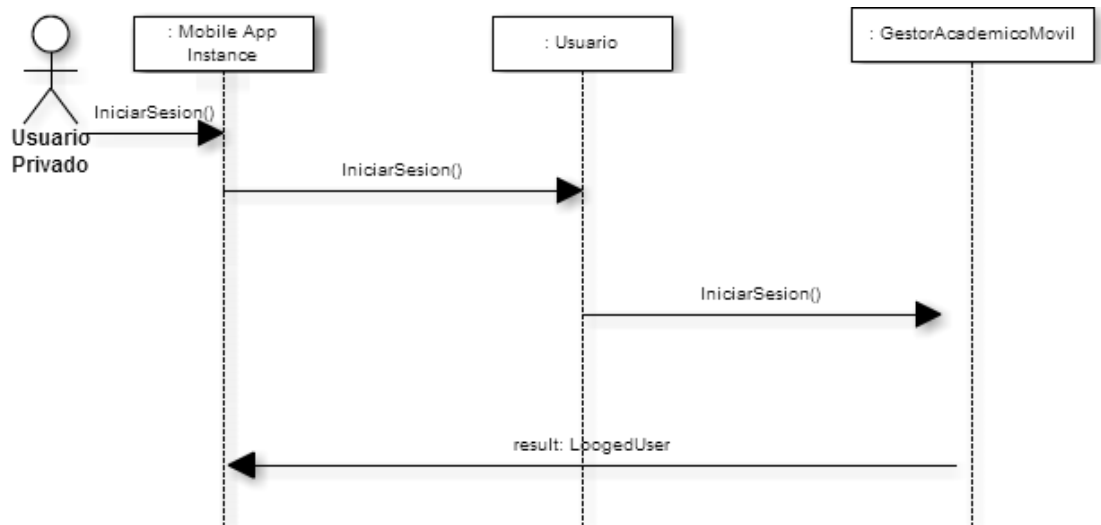 : Mobile App
Instance
: Usuario
: GestorAcademicoMovil
IniciarSesion()
Usuario
Privado
IniciarSesion()
IniciarSesion()
result: LoogedUser